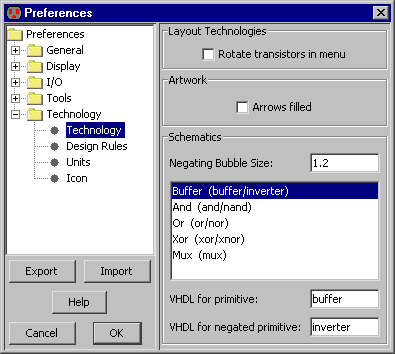 Preferences
Preferences
General
Display
I/O
Tools
Technology
Technology
Design Rules
Units
Icon
Export
Import
Help
Cancel
OK
Layout Technologies
Rotate transistors in menu
Artwork
Arrows filled
Schematics
Negating Bubble Size: 1.2
Buffer (buffer/inverter)
And (and/nand)
Or (or/nor)
Xor (xor/xnor)
Mux (mux)
VHDL for primitive: buffer
VHDL for negated primitive: inverter